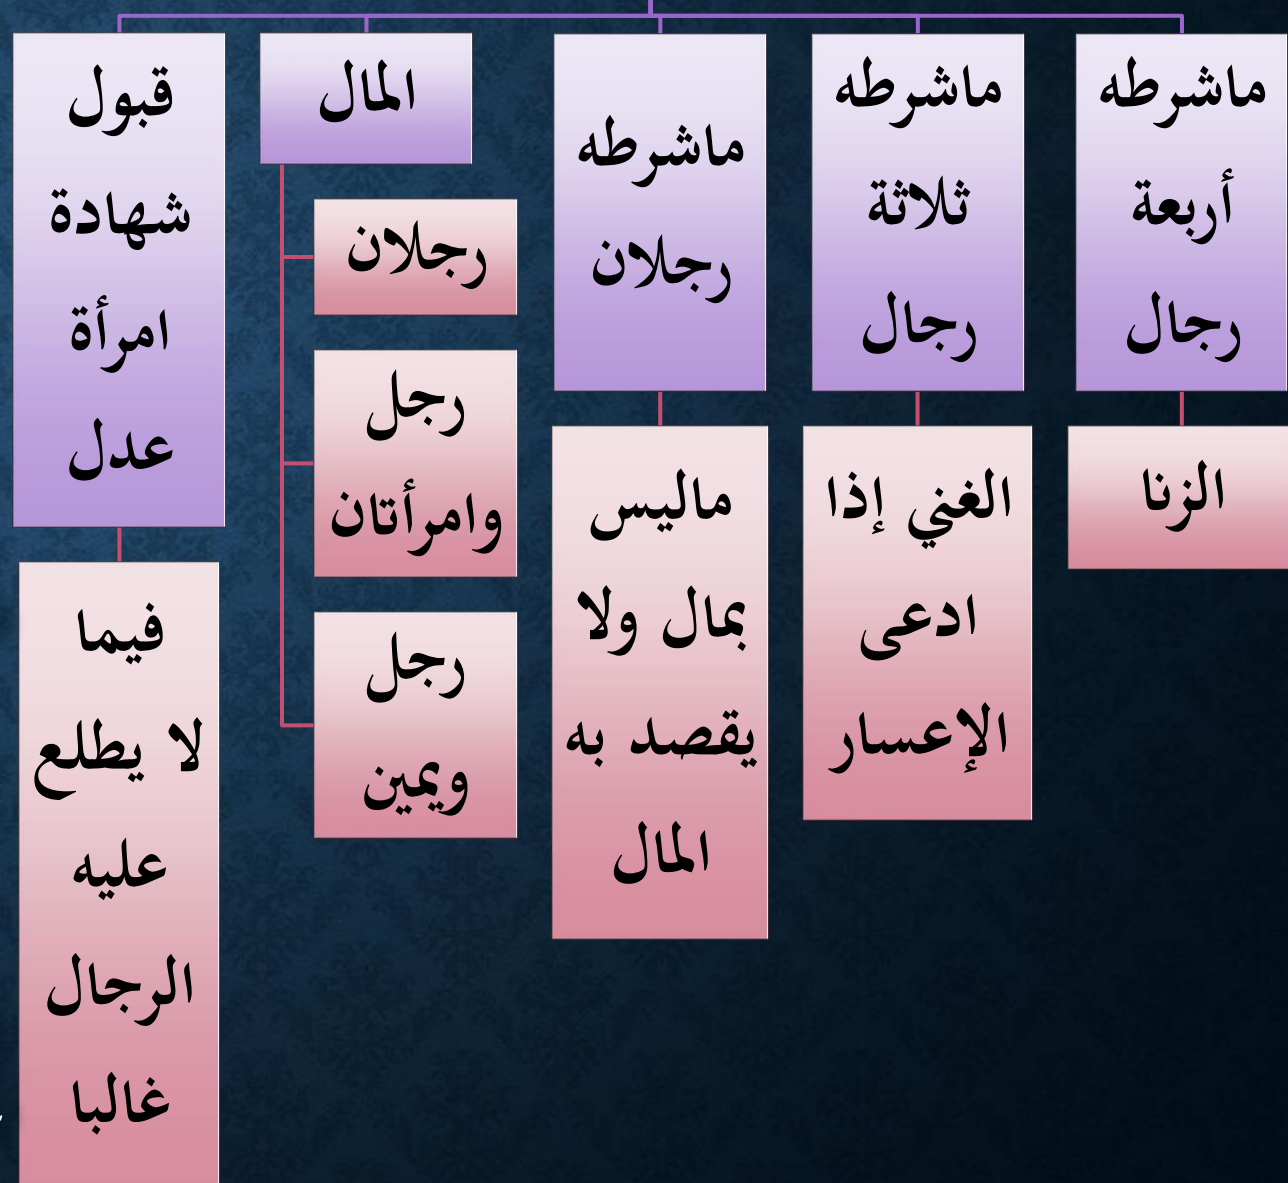 ماشرطه
أربعة
رجال
الزنا
ماشرطه
ثلاثة
رجال
الغني إذا
ادعى
الإعسار
ماشرطه
رجلان
ماليس
بمال ولا
يقصد به
المال
المال
رجلان
رجل
وامرأتان
رجل
ويمين
قبول
شهادة
امرأة
عدل
فيما
لا يطلع
عليه
الرجال
غالبا